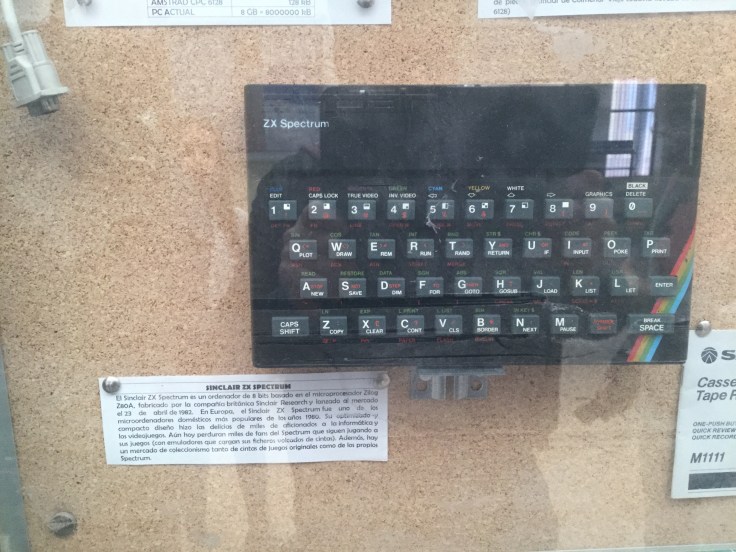 AMSTRAD CPC 6128 128 kB
PC ACTUAL 8 GB = 8000000 kB
6128)
ZX Spectrum
BLACK
EDIT CAPS LOCK TRUE VIDEO INV. VIDEO CYAN YELLOW WHITE GRAPHICS DELETE
1 2 3 4 5 6 7 8 9 0
Q W E R T Y U I O P
PLOT DRAW REM RUN RAND RETURN IF INPUT POKE PRINT
A S D F G H J K L ENTER
NEW SAVE DIM FOR GOTO GOSUB LOAD LIST LET
CAPS SHIFT Z X C V B N M BREAK SPACE
COPY CLEAR CONT CLS BORDER NEXT PAUSE
SINCLAIR ZX SPECTRUM
El Sinclair ZX Spectrum es un ordenador de 8 bits basado en el microprocesador Zilog
Z80A, fabricado por la compañía británica Sinclair Research y lanzado al mercado
el 23 de abril de 1982. En Europa, el Sinclair ZX Spectrum fue uno de los
microordenadores domésticos más populares de los años 1980. Su optimizado y
compacto diseño hizo las delicias de miles de aficionados a la informática y
los videojuegos. Aún hoy perduran miles de fans del Spectrum que siguen jugando a
sus juegos (con emuladores que cargan sus ficheros volcados de cintas). Además, hay
un mercado de coleccionismo tanto de cintas de juegos originales como de los propios
Spectrum.
Casse
Tape R
ONE-PUSH BUT
QUICK REVIEW
QUICK RECORD
M1111